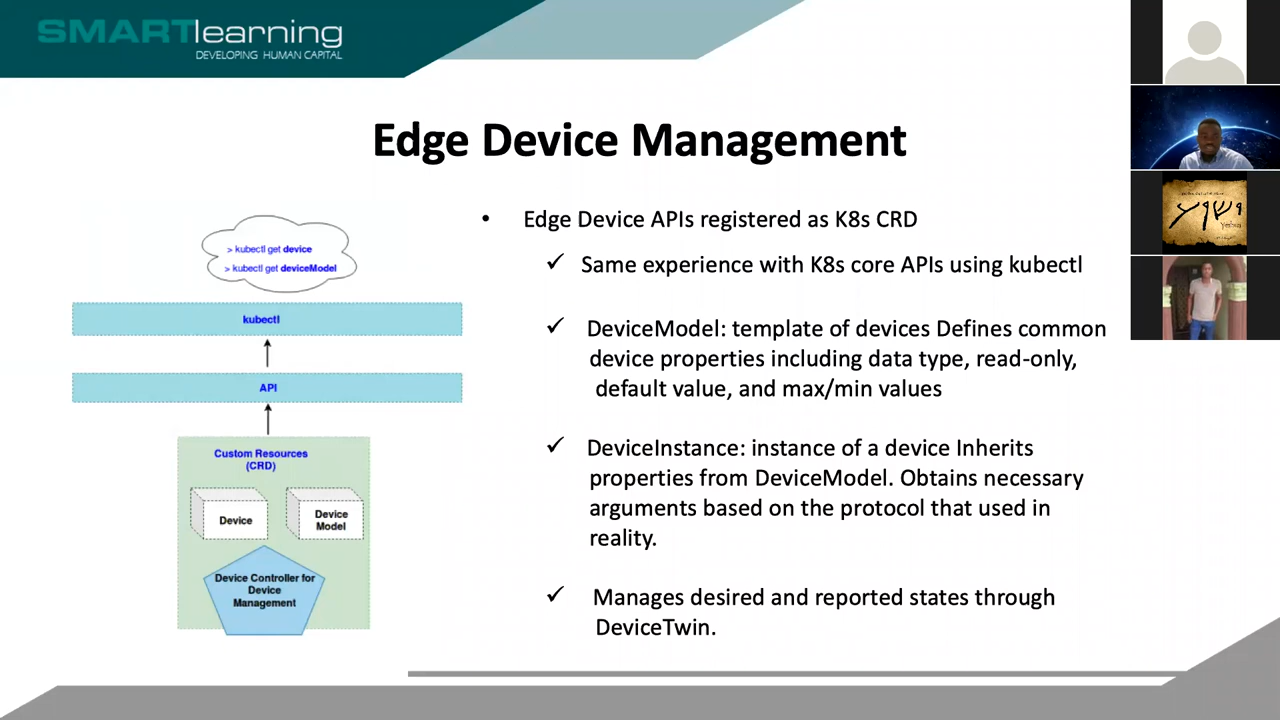 SMARTlearning
DEVELOPING HUMAN CAPITAL
Edge Device Management
> kubectl get device
> kubectl get deviceModel
kubectl
API
Custom Resources
(CRD)
Device
Device
Model
Device Controller for
Device
Management
• Edge Device APIs registered as K8s CRD
✓ Same experience with K8s core APIs using kubectl
✓ DeviceModel: template of devices Defines common
device properties including data type, read-only,
default value, and max/min values
✓ DeviceInstance: instance of a device Inherits
properties from DeviceModel. Obtains necessary
arguments based on the protocol that used in
reality.
✓ Manages desired and reported states through
DeviceTwin.